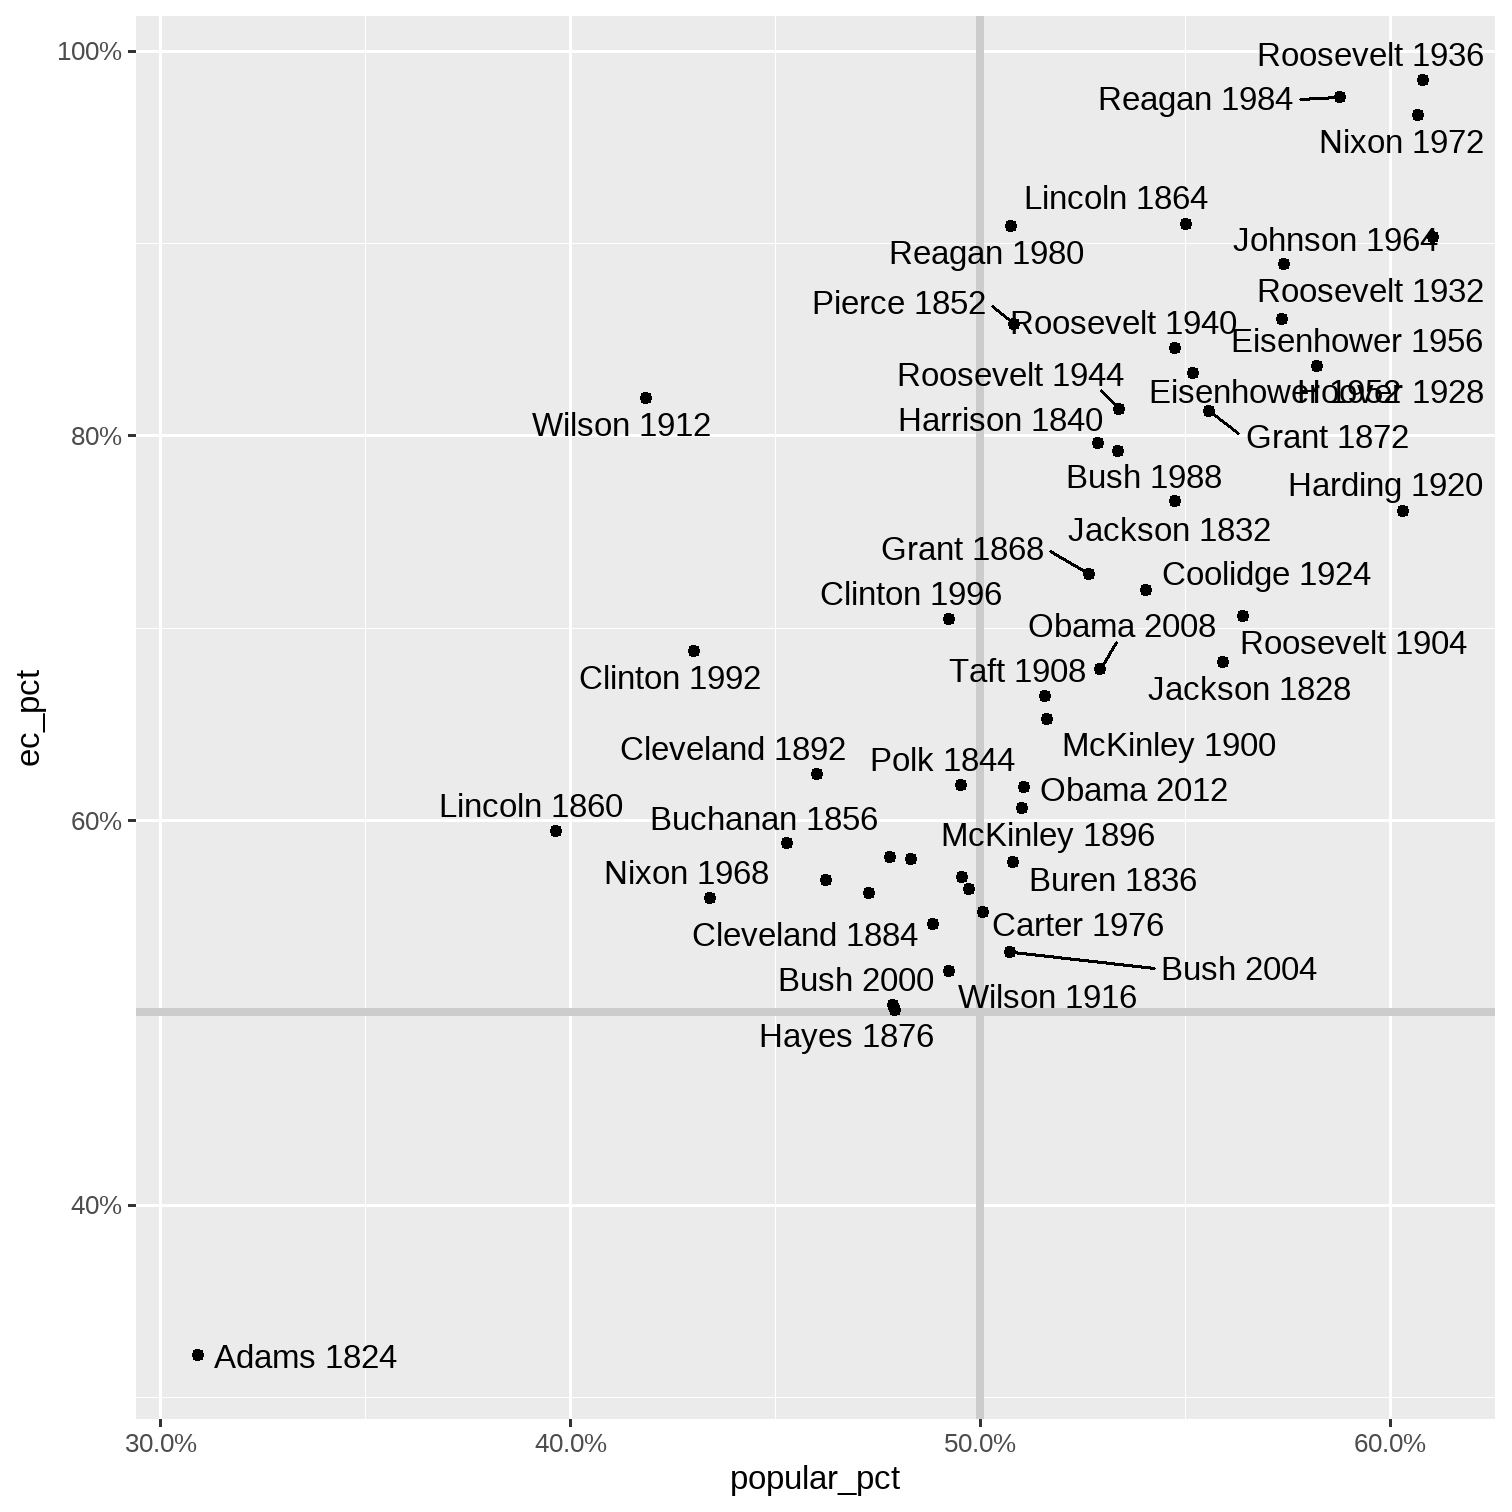 100%
Roosevelt 1936
Reagan 1984
Nixon 1972
Lincoln 1864
Johnson 1964
Reagan 1980
Roosevelt 1932
Pierce 1852
Roosevelt 1940
Eisenhower 1956
Roosevelt 1944
Eisenhower 1952
Hoover 1928
Wilson 1912
Harrison 1840
80%
Grant 1872
Bush 1988
Harding 1920
Jackson 1832
Grant 1868
Coolidge 1924
Clinton 1996
Obama 2008
Roosevelt 1904
Clinton 1992
Taft 1908
Jackson 1828
ec_pct
Cleveland 1892
McKinley 1900
Polk 1844
Obama 2012
Lincoln 1860
Buchanan 1856
60%
McKinley 1896
Nixon 1968
Buren 1836
Cleveland 1884
Carter 1976
Bush 2000
Bush 2004
Wilson 1916
Hayes 1876
40%
Adams 1824
30.0%
40.0%
50.0%
60.0%
popular_pct